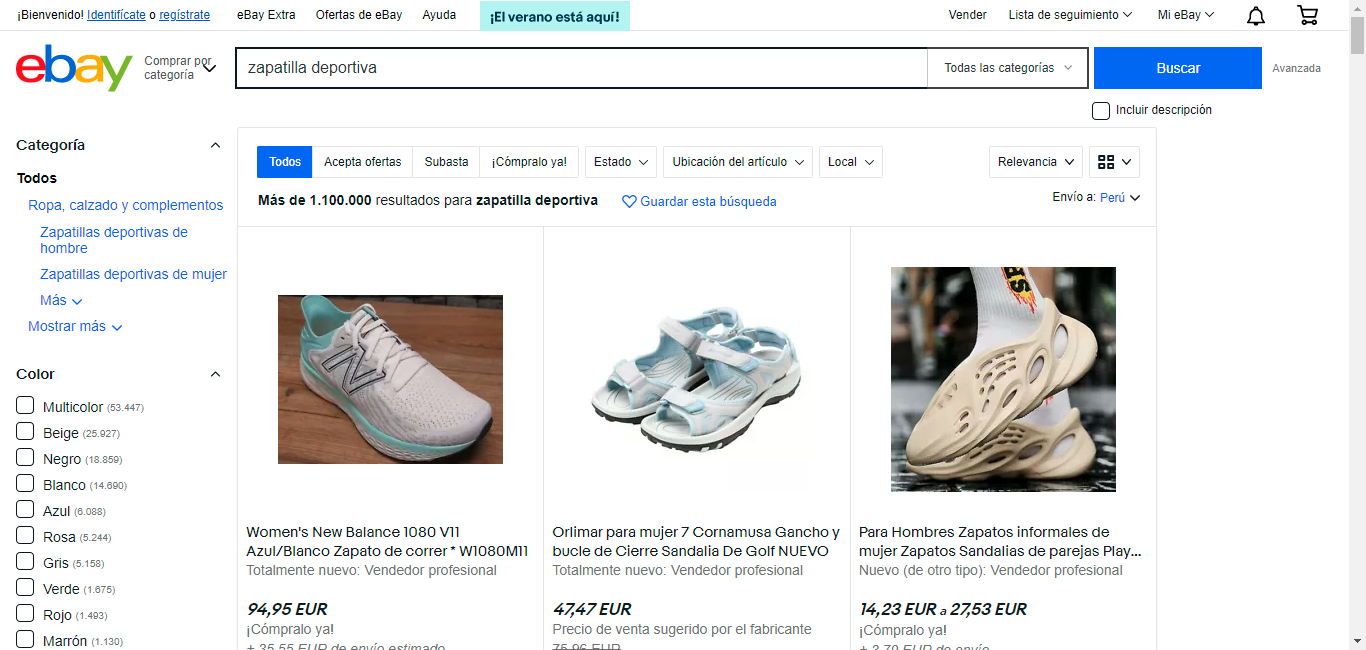 ¡Bienvenido! Identifícate o regístrate eBay Extra Ofertas de eBay Ayuda ¡El verano está aquí! Vender Lista de seguimiento Mi eBay
ebay Comprar por categoría zapatilla deportiva Todas las categorías Buscar Avanzada
Incluir descripción
Categoría
Todos
Ropa, calzado y complementos
Zapatillas deportivas de
hombre
Zapatillas deportivas de mujer
Más
Mostrar más
Color
Multicolor (53.447)
Beige (25.927)
Negro (18.859)
Blanco (14.690)
Azul (6.088)
Rosa (5.244)
Gris (5.158)
Verde (1.675)
Rojo (1.493)
Marrón (1.130)
Todos Acepta ofertas Subasta ¡Cómpralo ya! Estado Ubicación del artículo Local Relevancia
Más de 1.100.000 resultados para zapatilla deportiva Guardar esta búsqueda Envío a: Perú
Women's New Balance 1080 V11
Azul/Blanco Zapato de correr * W1080M11
Totalmente nuevo: Vendedor profesional
94,95 EUR
¡Cómpralo ya!
+ 35,55 EUR de envío estimado
Orlimar para mujer 7 Cornamusa Gancho y
bucle de Cierre Sandalia De Golf NUEVO
Totalmente nuevo: Vendedor profesional
47,47 EUR
Precio de venta sugerido por el fabricante
75,96 EUR
Para Hombres Zapatos informales de
mujer Zapatos Sandalias de parejas Play...
Nuevo (de otro tipo): Vendedor profesional
14,23 EUR a 27,53 EUR
¡Cómpralo ya!
+ 3,79 EUR de envío